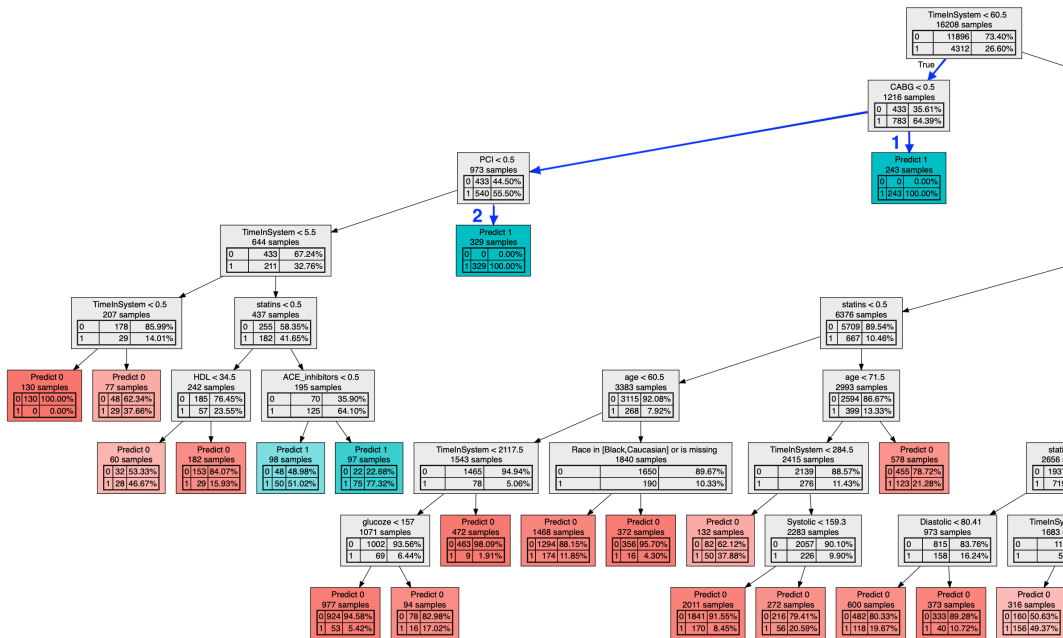 TimeInSystem < 60.5
16208 samples
0 11896 73.40%
1 4312 26.60%
True
CABG < 0.5
1216 samples
0 433 35.61%
1 783 64.39%
1
Predict 1
243 samples
0 0 0.00%
1 243 100.00%
PCI < 0.5
973 samples
0 433 44.50%
1 540 55.50%
2
Predict 1
329 samples
0 0 0.00%
1 329 100.00%
TimeInSystem < 5.5
644 samples
0 433 67.24%
1 211 32.76%
TimeInSystem < 0.5
207 samples
0 178 85.99%
1 29 14.01%
statins < 0.5
437 samples
0 255 58.35%
1 182 41.65%
statins < 0.5
6376 samples
0 5709 89.54%
1 667 10.46%
Predict 0
130 samples
0 130 100.00%
1 0 0.00%
Predict 0
77 samples
0 48 62.34%
1 29 37.66%
HDL < 34.5
242 samples
0 185 76.45%
1 57 23.55%
ACE_inhibitors < 0.5
195 samples
0 70 35.90%
1 125 64.10%
age < 60.5
3383 samples
0 3115 92.08%
1 268 7.92%
age < 71.5
2993 samples
0 2594 86.67%
1 399 13.33%
Predict 0
60 samples
0 32 53.33%
1 28 46.67%
Predict 0
182 samples
0 153 84.07%
1 29 15.93%
Predict 1
98 samples
0 48 48.98%
1 50 51.02%
Predict 1
97 samples
0 22 22.68%
1 75 77.32%
TimeInSystem < 2117.5
1543 samples
0 1465 94.94%
1 78 5.06%
Race in [Black,Caucasian] or is missing
1840 samples
0 1650 89.67%
1 190 10.33%
TimeInSystem < 284.5
2415 samples
0 2139 88.57%
1 276 11.43%
Predict 0
578 samples
0 455 78.72%
1 123 21.28%
stati
2656
0 1937
1 719
glucoze < 157
1071 samples
0 1002 93.56%
1 69 6.44%
Predict 0
472 samples
0 463 98.09%
1 9 1.91%
Predict 0
1468 samples
0 1294 88.15%
1 174 11.85%
Predict 0
372 samples
0 356 95.70%
1 16 4.30%
Predict 0
132 samples
0 82 62.12%
1 50 37.88%
Systolic < 159.3
2283 samples
0 2057 90.10%
1 226 9.90%
Diastolic < 80.41
973 samples
0 815 83.76%
1 158 16.24%
TimeInSy
1683
0 11
1 5
Predict 0
977 samples
0 924 94.58%
1 53 5.42%
Predict 0
94 samples
0 78 82.98%
1 16 17.02%
Predict 0
2011 samples
0 1841 91.55%
1 170 8.45%
Predict 0
272 samples
0 216 79.41%
1 56 20.59%
Predict 0
600 samples
0 482 80.33%
1 118 19.67%
Predict 0
373 samples
0 333 89.28%
1 40 10.72%
Predict 0
316 samples
0 160 50.63%
1 156 49.37%